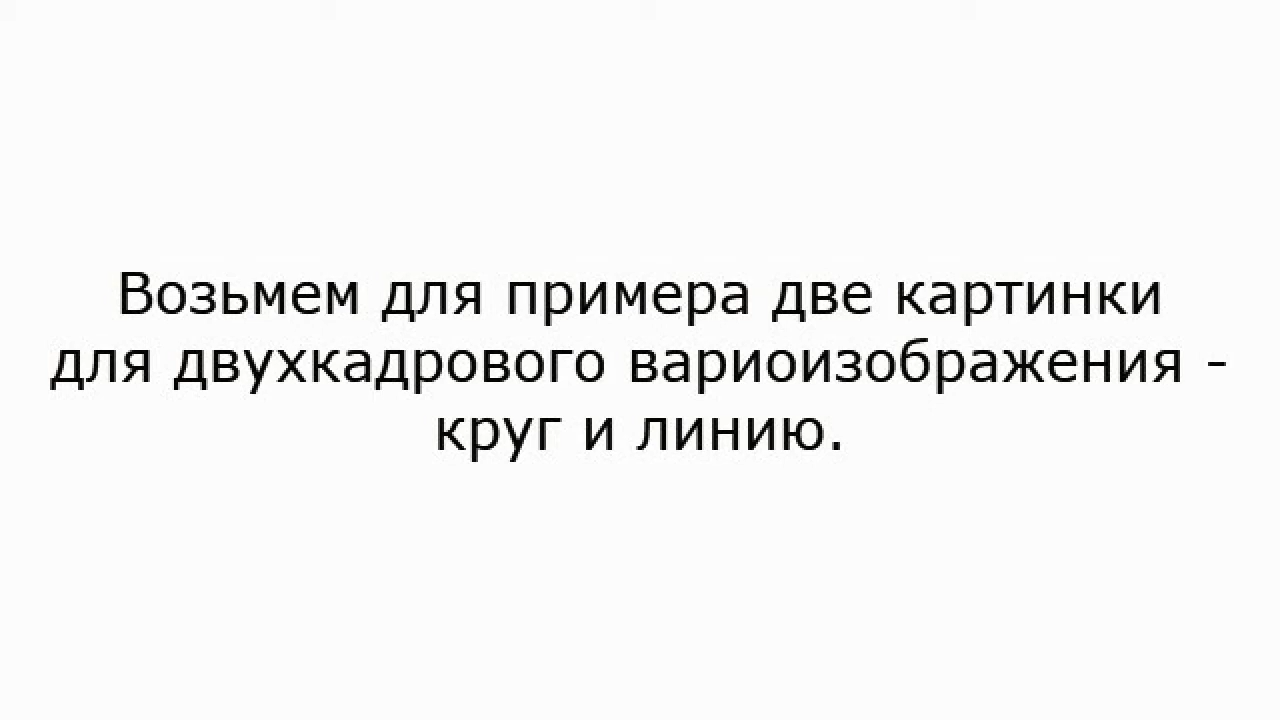 Возьмем для примера две картинки
для двухкадрового вариоизображения -
круг и линию.